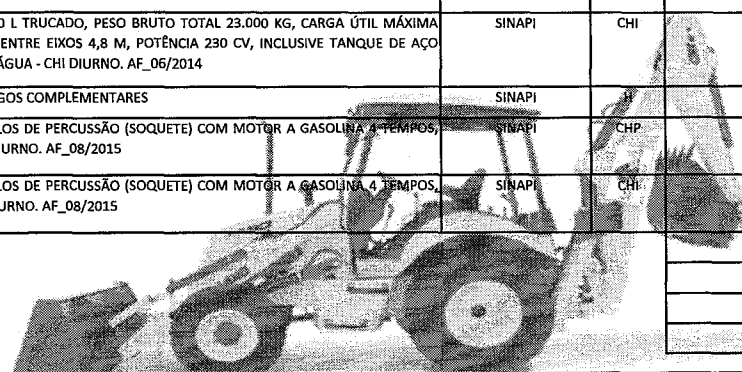 0 L TRUCADO, PESO BRUTO TOTAL 23.000 KG, CARGA ÚTIL MÁXIMA SINAPI CHI
ENTRE EIXOS 4,8 M, POTÊNCIA 230 CV, INCLUSIVE TANQUE DE AÇO
ÁGUA - CHI DIURNO. AF_06/2014
GOS COMPLEMENTARES SINAPI H
LOS DE PERCUSSÃO (SOQUETE) COM MOTOR A GASOLINA 4 TEMPOS, SINAPI CHP
URNO. AF_08/2015
LOS DE PERCUSSÃO (SOQUETE) COM MOTOR A GASOLINA 4 TEMPOS, SINAPI CHI
URNO. AF_08/2015